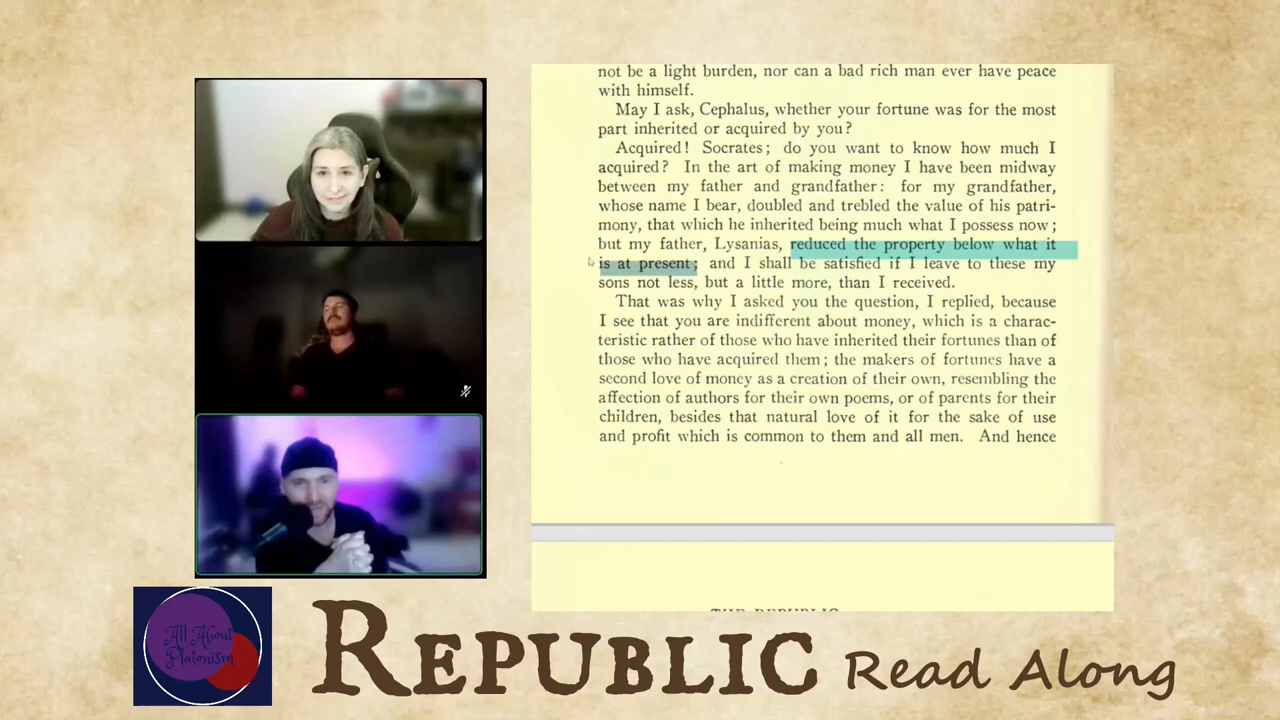 not be a light burden, nor can a bad rich man ever have peace
with himself.
May I ask, Cephalus, whether your fortune was for the most
part inherited or acquired by you?
Acquired! Socrates; do you want to know how much I
acquired? In the art of making money I have been midway
between my father and grandfather: for my grandfather,
whose name I bear, doubled and trebled the value of his patri-
mony, that which he inherited being much what I possess now;
but my father, Lysanias, reduced the property below what it
is at present; and I shall be satisfied if I leave to these my
sons not less, but a little more, than I received.
That was why I asked you the question, I replied, because
I see that you are indifferent about money, which is a charac-
teristic rather of those who have inherited their fortunes than of
those who have acquired them; the makers of fortunes have a
second love of money as a creation of their own, resembling the
affection of authors for their own poems, or of parents for their
children, besides that natural love of it for the sake of use
and profit which is common to them and all men. And hence
THE REPUBLIC
All About
Platonism
REPUBLIC Read Along